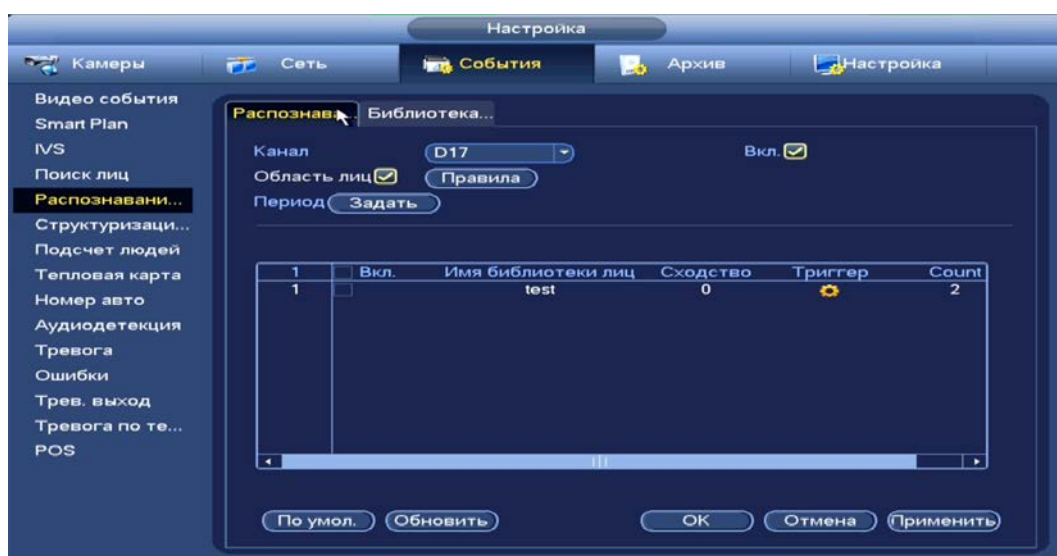 Настройка
Камеры Сеть События Архив Настройка
Видео события
Smart Plan
IVS
Поиск лиц
Распознавани...
Структуризаци...
Подсчет людей
Тепловая карта
Номер авто
Аудиодетекция
Тревога
Ошибки
Трев. выход
Тревога по те...
POS
Распознава... Библиотека...
Канал D17 Вкл.
Область лиц Правила
Период Задать
1 Вкл. Имя библиотеки лиц Сходство Триггер Count
1 test 0 2
По умол. Обновить OK Отмена Применить